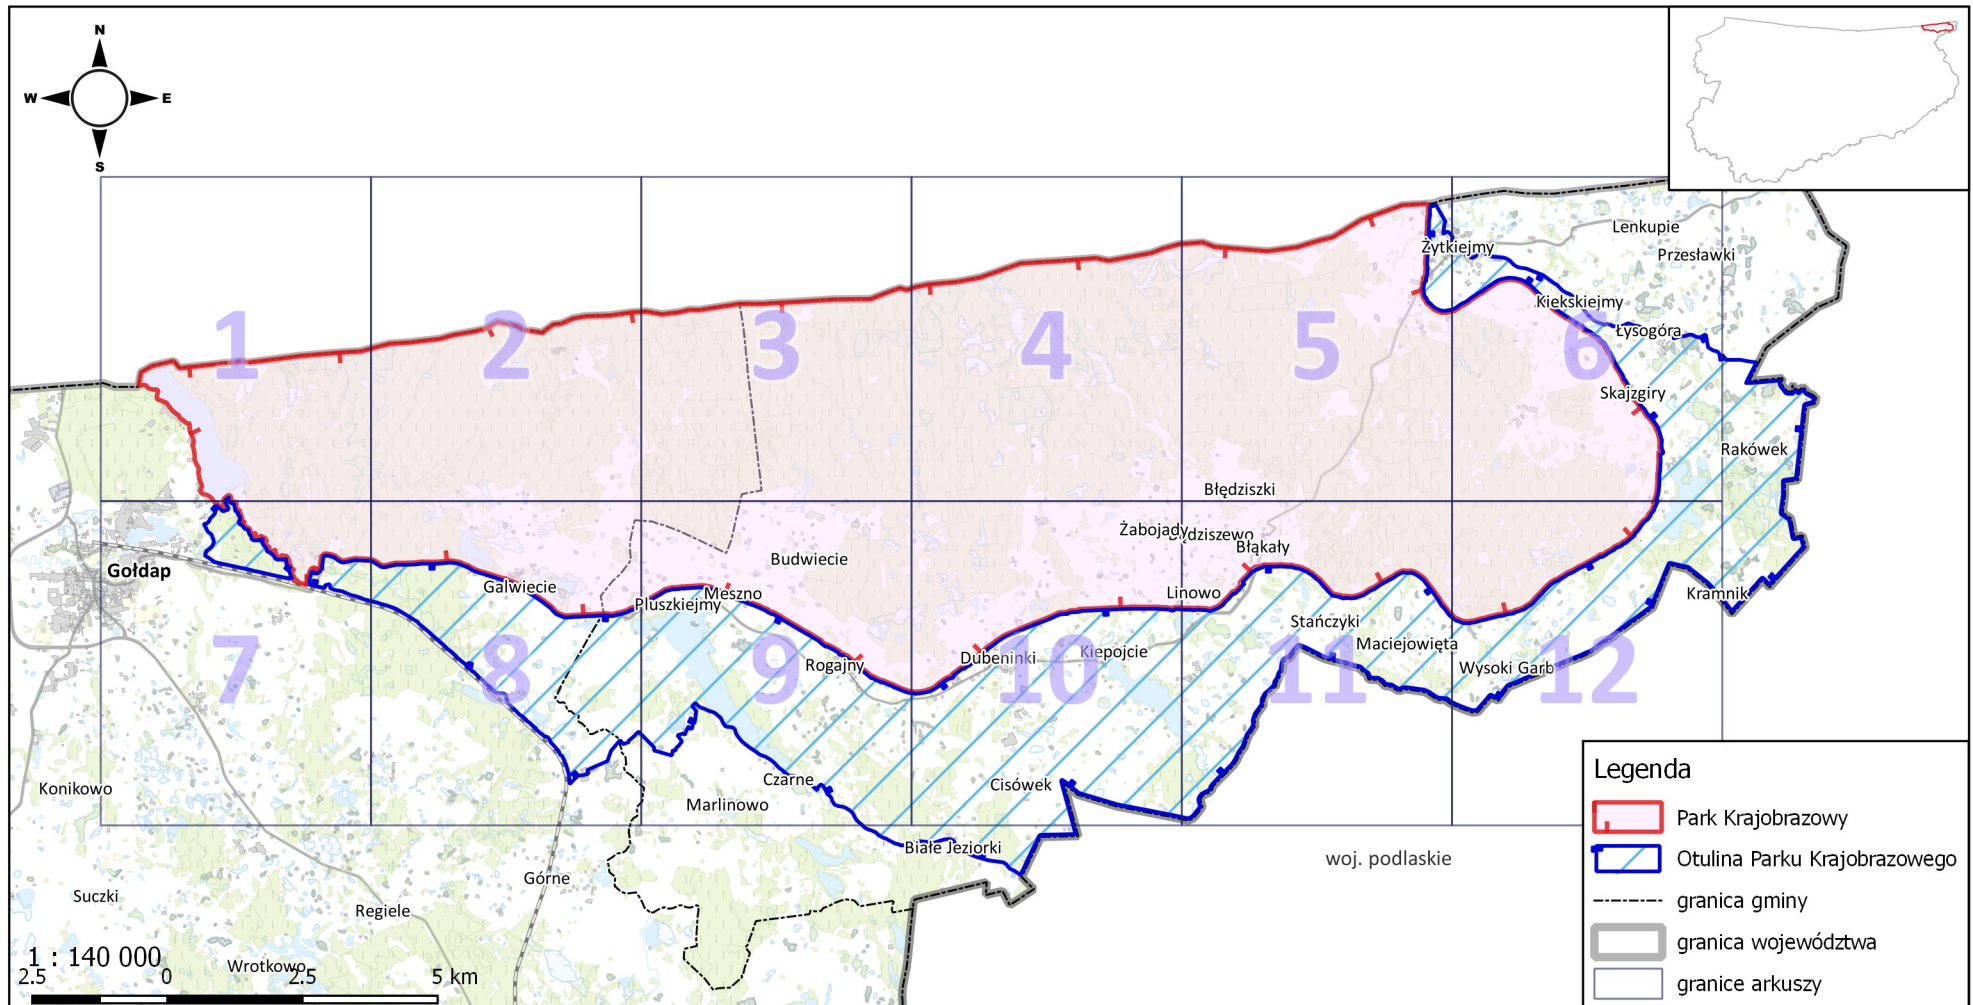 N
W E
S
Lenkupie
Żytkiejmy
Przesławki
Kiekskiejmy
1 2 3 4 5 6
Łysogóra
Skajzgiry
Rakówek
Błędziszki
Żabojady
Błąkały
Budwiecie
Gołdap
Galwiecie
Pluszkiejmy
Meszno
Linowo
Kramnik
Stańczyki
Maciejowięta
Kiepojcie
Dubeninki
Rogajny
Wysoki Garb
7 8 9 10 11 12
Czarne
Cisówek
Konikowo
Marlinowo
Białe Jeziorki
woj. podlaskie
Górne
Suczki
Regiele
Wrotkowo
1 : 140 000
2.5 0 2.5 5 km
Legenda
Park Krajobrazowy
Otulina Parku Krajobrazowego
granica gminy
granica województwa
granice arkuszy